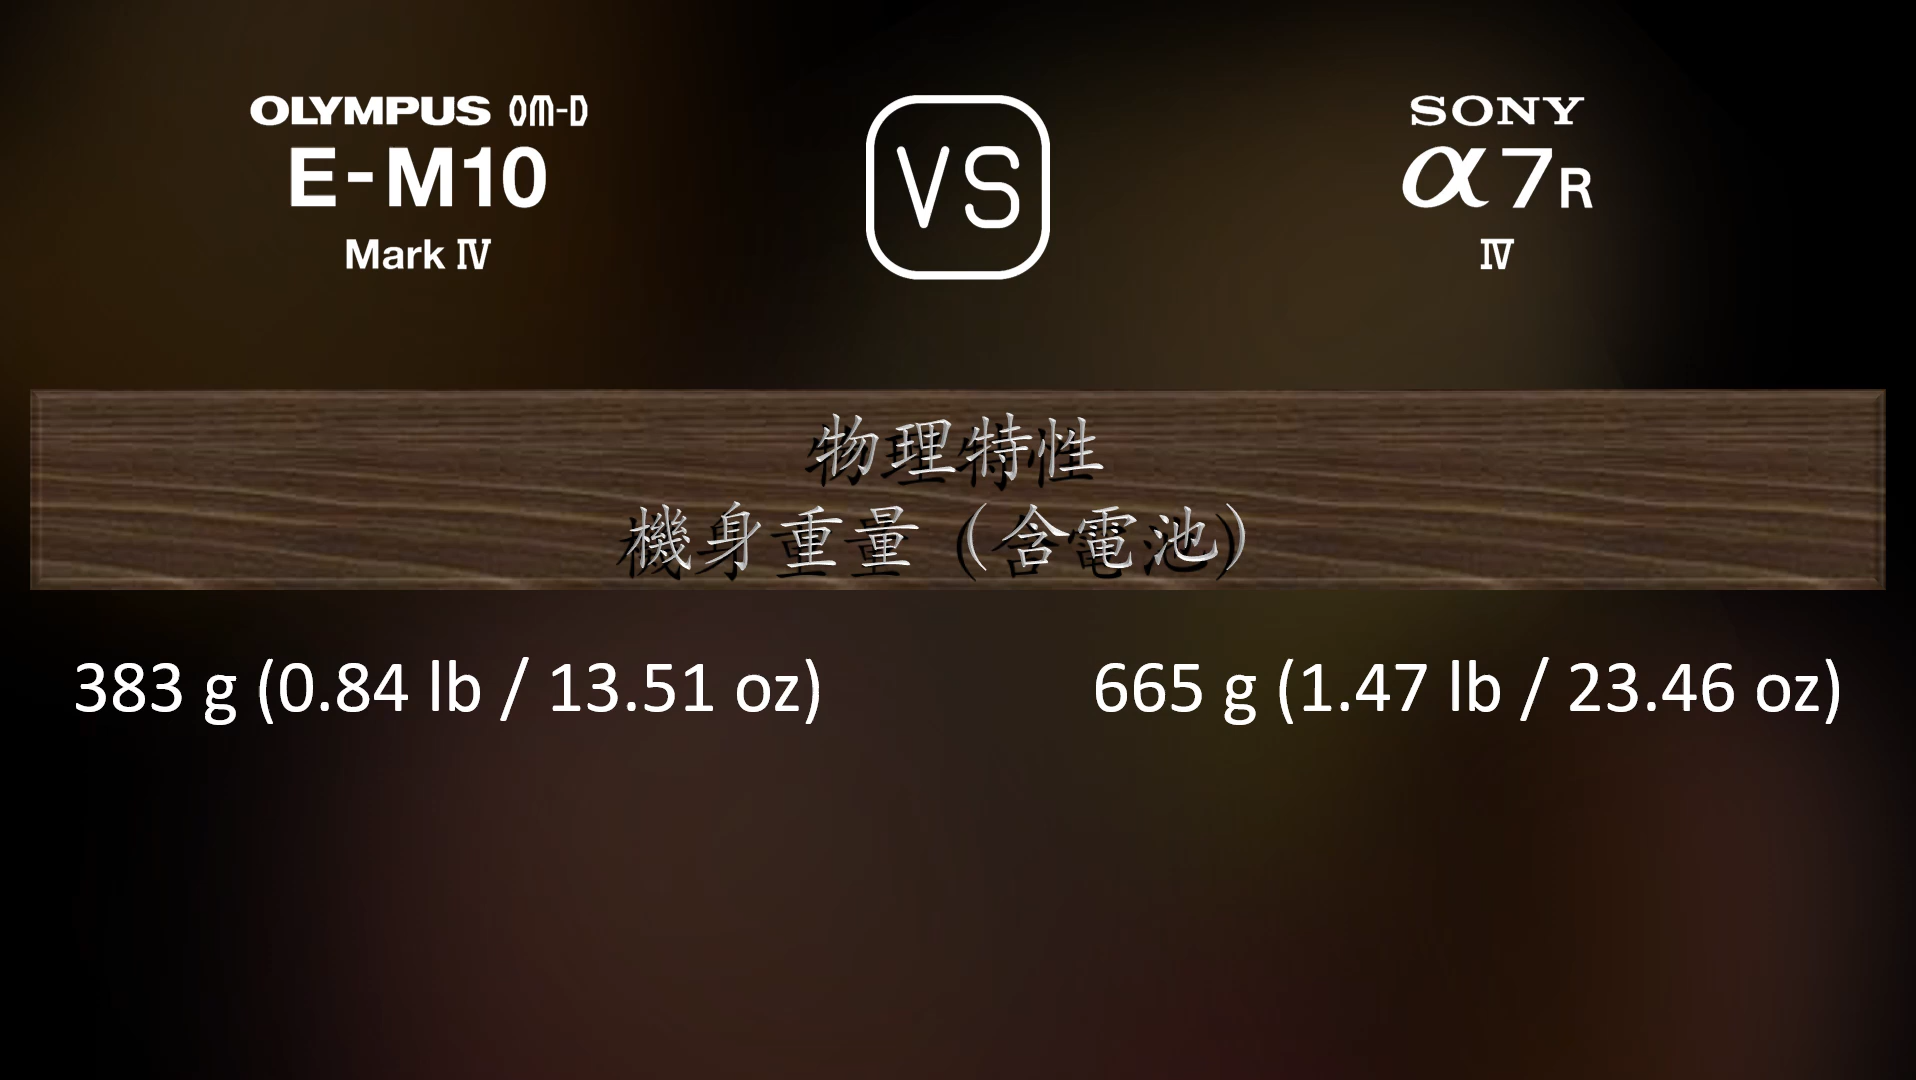 OLYMPUS OM-D
E-M10
Mark IV
VS
SONY
α7R
IV
物理特性
機身重量（含電池）
383 g (0.84 lb / 13.51 oz)
665 g (1.47 lb / 23.46 oz)